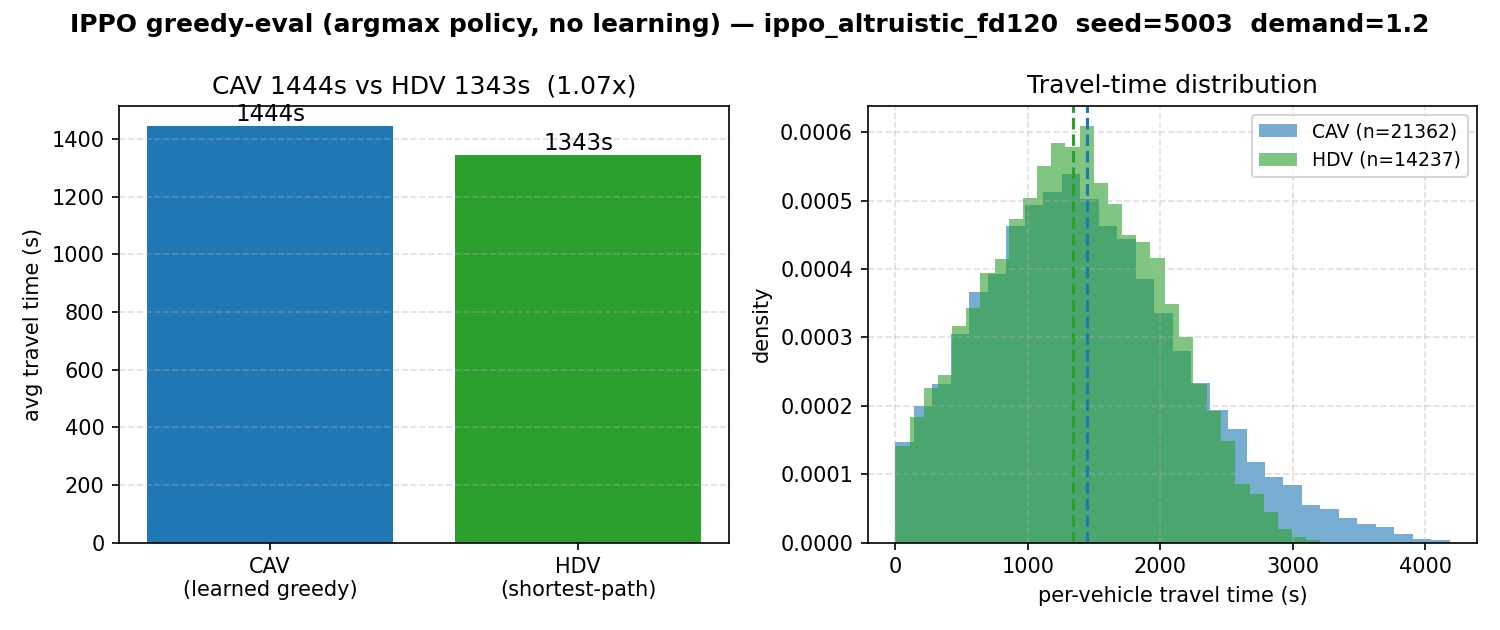 IPPO greedy-eval (argmax policy, no learning) — ippo_altruistic_fd120  seed=5003  demand=1.2
CAV 1444s vs HDV 1343s  (1.07x)
1444s
1343s
avg travel time (s)
1400
1200
1000
800
600
400
200
0
CAV
(learned greedy)
HDV
(shortest-path)
Travel-time distribution
CAV (n=21362)
HDV (n=14237)
density
0.0006
0.0005
0.0004
0.0003
0.0002
0.0001
0.0000
0 1000 2000 3000 4000
per-vehicle travel time (s)